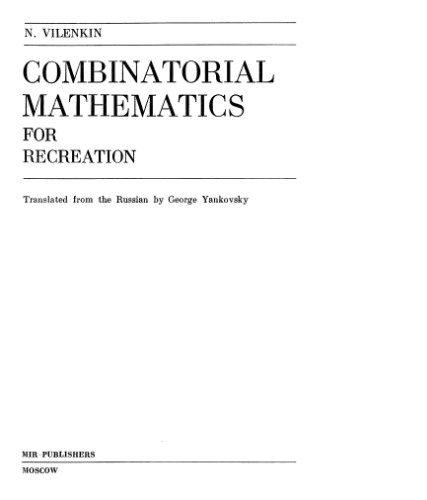 N. VILENKIN
COMBINATORIAL
MATHEMATICS
FOR
RECREATION
Translated from the Russian by George Yankovsky
MIR PUBLISHERS
MOSCOW